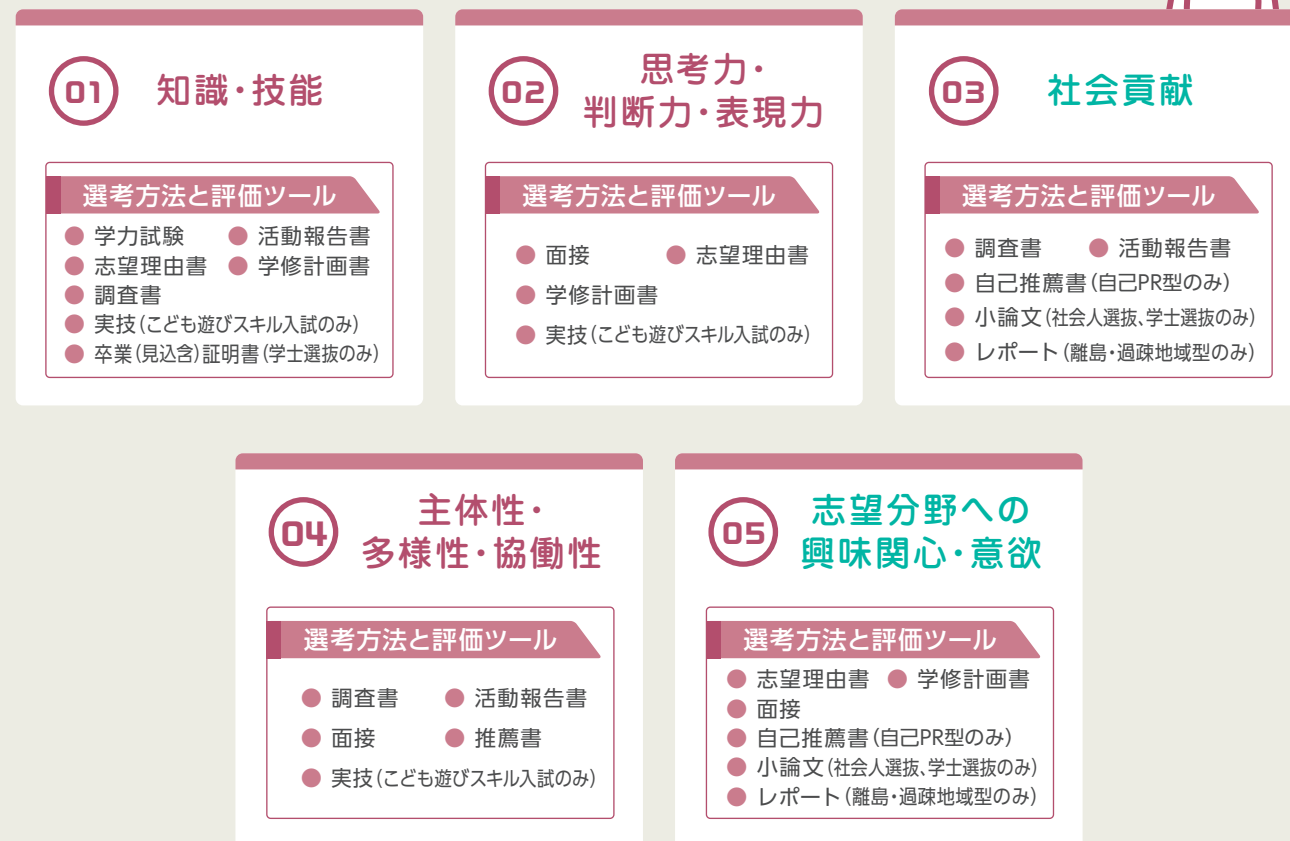 01 知識・技能
選考方法と評価ツール
● 学力試験 ● 活動報告書
● 志望理由書 ● 学修計画書
● 調査書
● 実技(こども遊びスキル入試のみ)
● 卒業(見込含)証明書(学士選抜のみ)
02 思考力・
判断力・表現力
選考方法と評価ツール
● 面接 ● 志望理由書
● 学修計画書
● 実技(こども遊びスキル入試のみ)
03 社会貢献
選考方法と評価ツール
● 調査書 ● 活動報告書
● 自己推薦書(自己PR型のみ)
● 小論文(社会人選抜、学士選抜のみ)
● レポート(離島・過疎地域型のみ)
04 主体性・
多様性・協働性
選考方法と評価ツール
● 調査書 ● 活動報告書
● 面接 ● 推薦書
● 実技(こども遊びスキル入試のみ)
05 志望分野への
興味関心・意欲
選考方法と評価ツール
● 志望理由書 ● 学修計画書
● 面接
● 自己推薦書(自己PR型のみ)
● 小論文(社会人選抜、学士選抜のみ)
● レポート(離島・過疎地域型のみ)